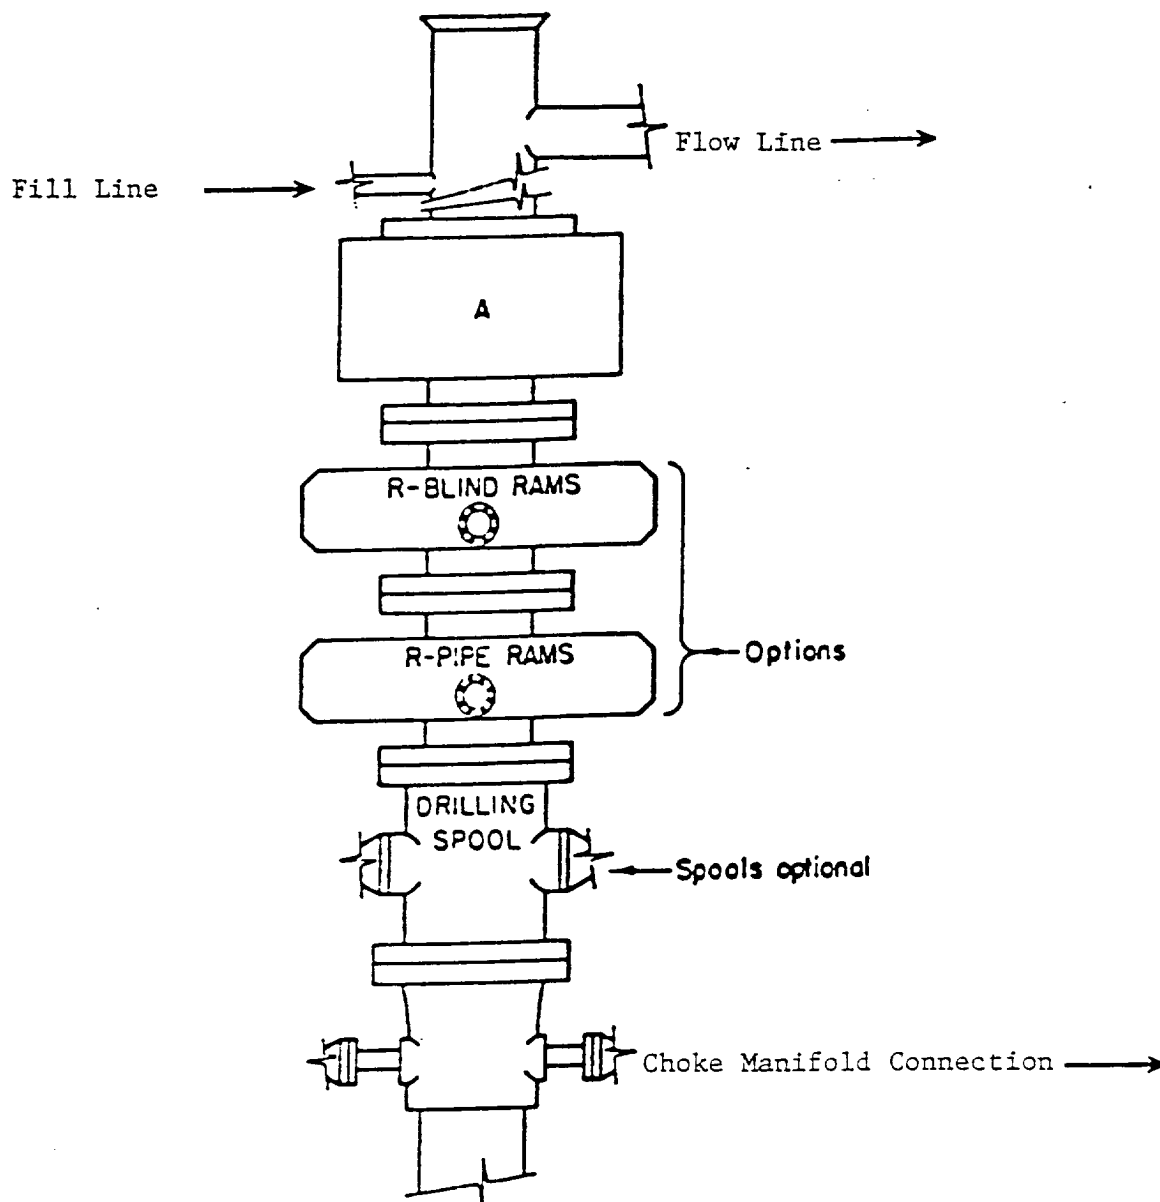 Flow Line
Fill Line
A
R-BLIND RAMS
R-PIPE RAMS
Options
DRILLING
SPOOL
Spools optional
Choke Manifold Connection